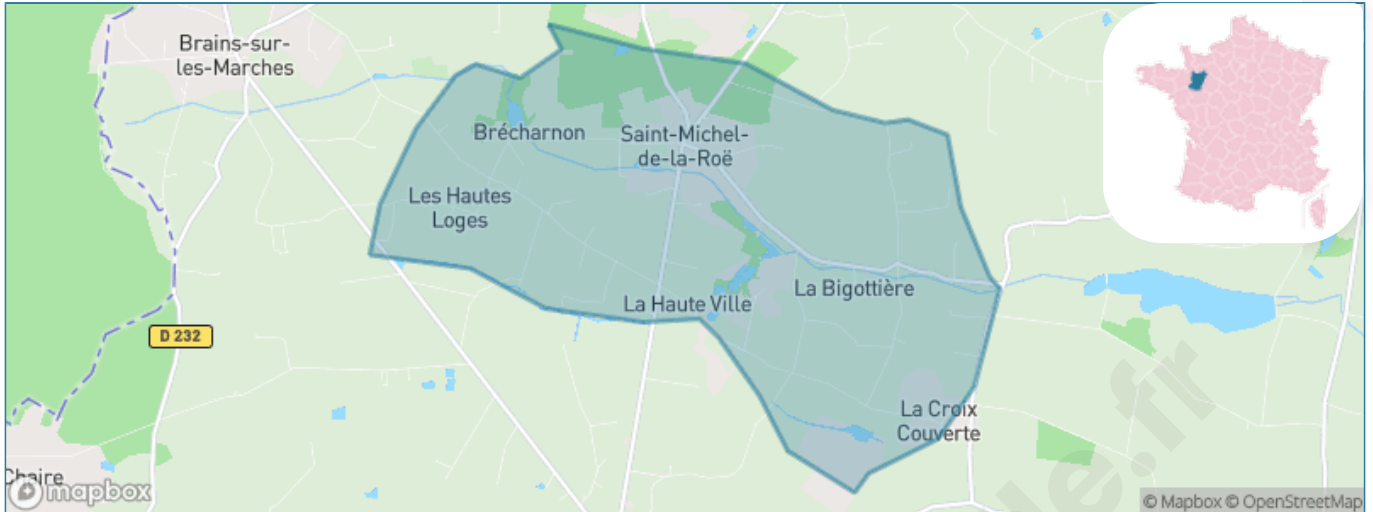 Brains-sur-
les-Marches
Brécharnon
Saint-Michel-
de-la-Roë
Les Hautes
Loges
La Haute Ville
La Bigottière
D 232
La Croix
Couverte
Chaire
mapbox
© Mapbox © OpenStreetMap